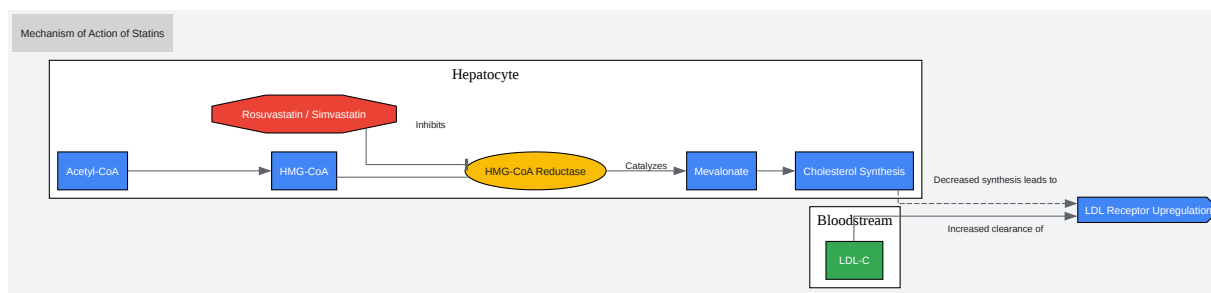 Mechanism of Action of Statins
Hepatocyte
Rosuvastatin / Simvastatin
Inhibits
Acetyl-CoA
HMG-CoA
HMG-CoA Reductase
Catalyzes
Mevalonate
Cholesterol Synthesis
Decreased synthesis leads to
LDL Receptor Upregulation
Bloodstream
Increased clearance of
LDL-C